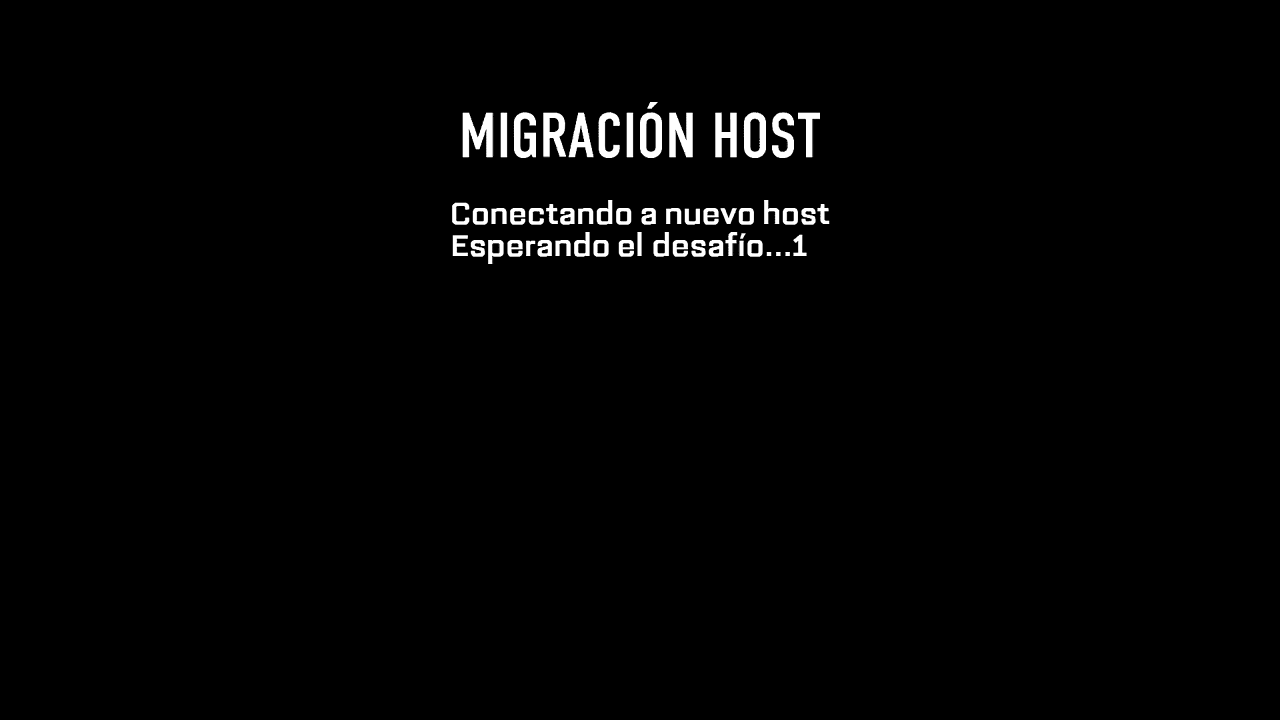 MIGRACIÓN HOST
Conectando a nuevo host
Esperando el desafío...1